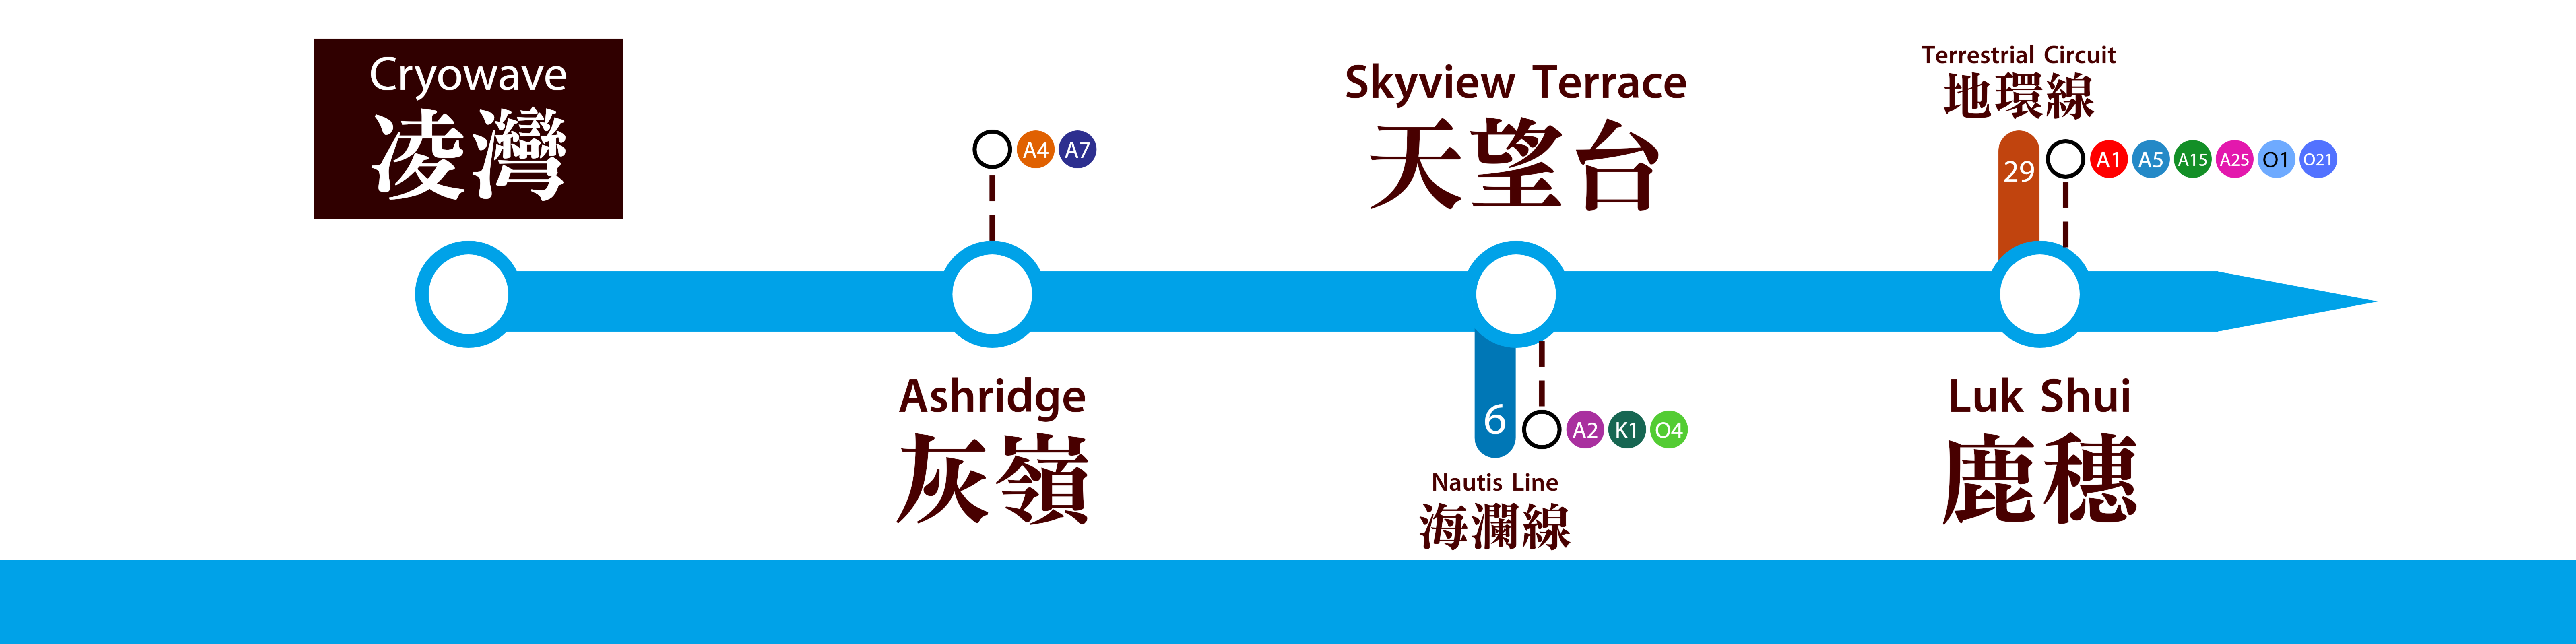 Cryowave
凌灣
A4 A7
Ashridge
灰嶺
Skyview Terrace
天望台
6
A2 K1 O4
Nautis Line
海瀾線
Terrestrial Circuit
地環線
29
A1 A5 A15 A25 O1 O21
Luk Shui
鹿穗